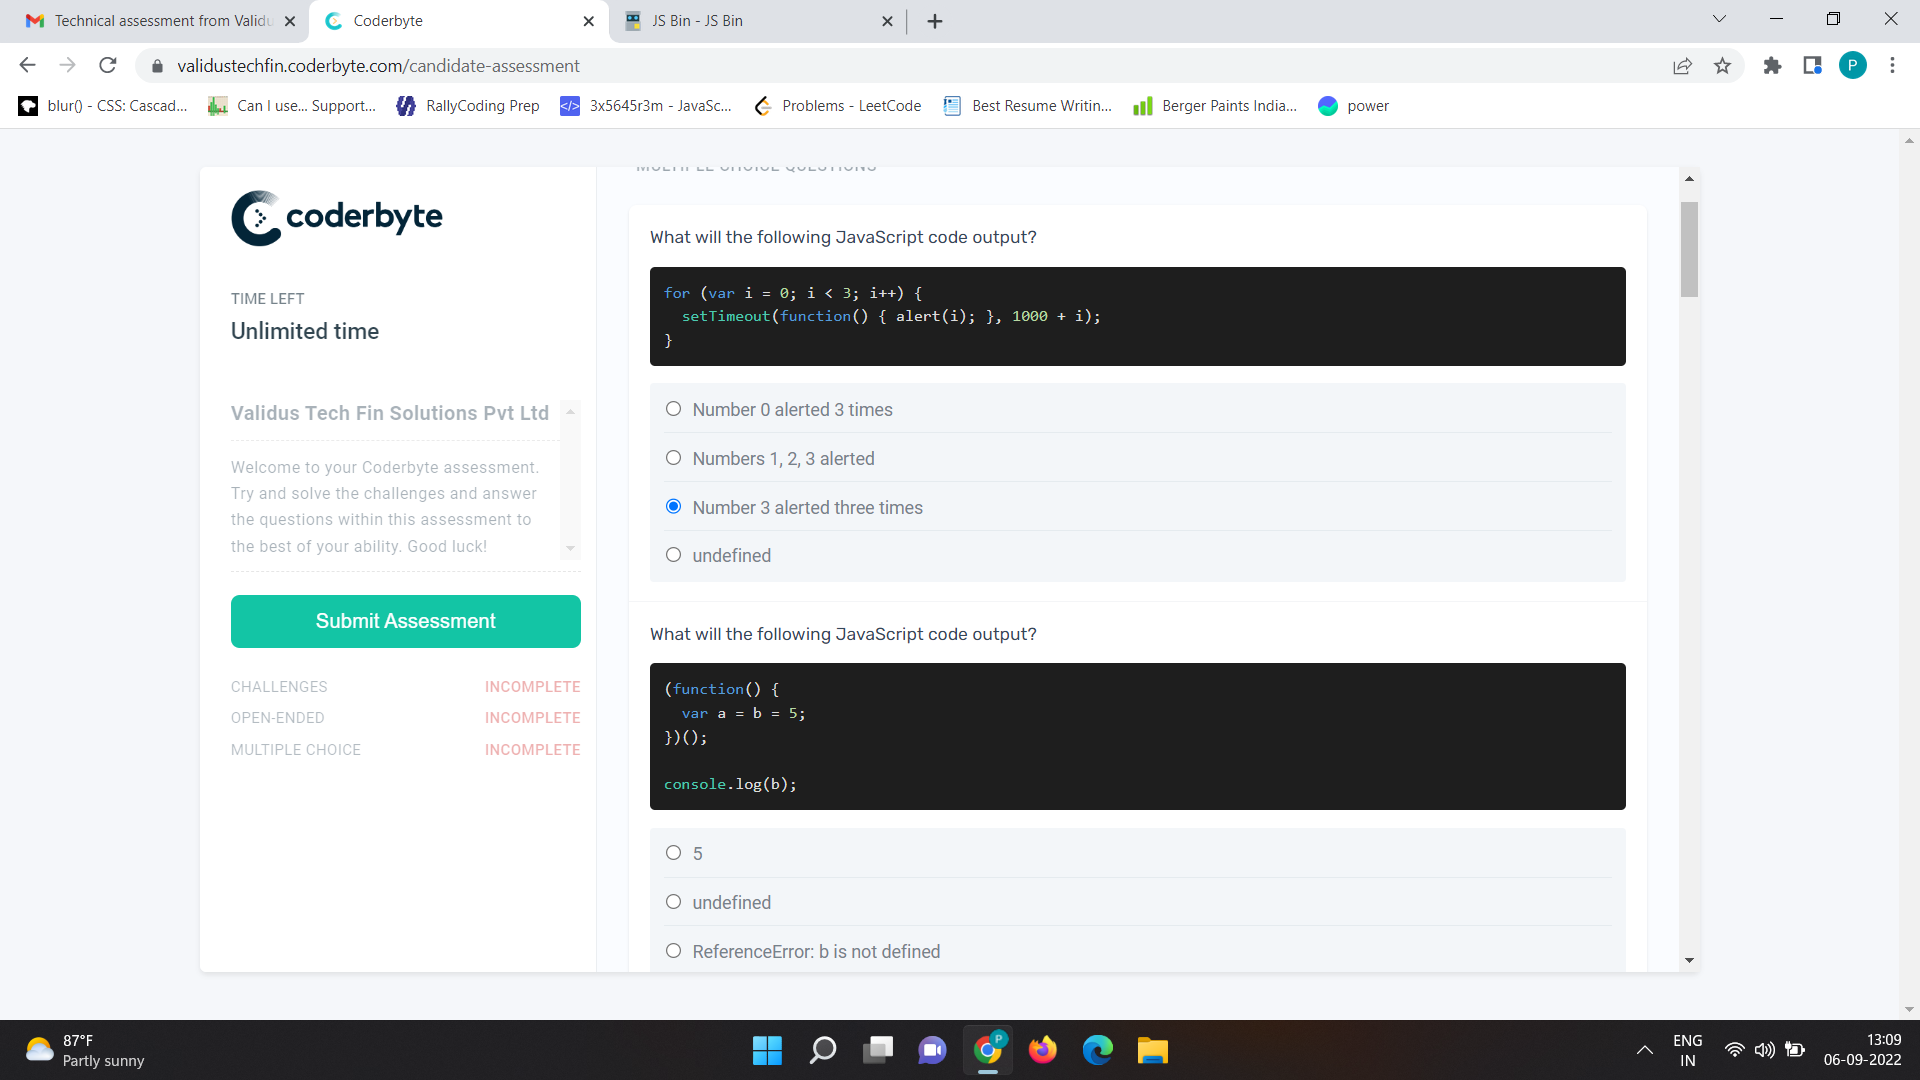 Technical assessment from Validu
Coderbyte
JS Bin - JS Bin
validustechfin.coderbyte.com/candidate-assessment
P
blur() - CSS: Cascad...
Can I use... Support...
RallyCoding Prep
3x5645r3m - JavaSc...
Problems - LeetCode
Best Resume Writin...
Berger Paints India...
power
coderbyte
TIME LEFT
Unlimited time
Validus Tech Fin Solutions Pvt Ltd
Welcome to your Coderbyte assessment.
Try and solve the challenges and answer
the questions within this assessment to
the best of your ability. Good luck!
Submit Assessment
CHALLENGES INCOMPLETE
OPEN-ENDED INCOMPLETE
MULTIPLE CHOICE INCOMPLETE
MULTIPLE CHOICE QUESTIONS
What will the following JavaScript code output?
for (var i = 0; i < 3; i++) {
  setTimeout(function() { alert(i); }, 1000 + i);
}
Number 0 alerted 3 times
Numbers 1, 2, 3 alerted
Number 3 alerted three times
undefined
What will the following JavaScript code output?
(function() {
  var a = b = 5;
})();
console.log(b);
5
undefined
ReferenceError: b is not defined
87°F
Partly sunny
P
ENG
IN
13:09
06-09-2022